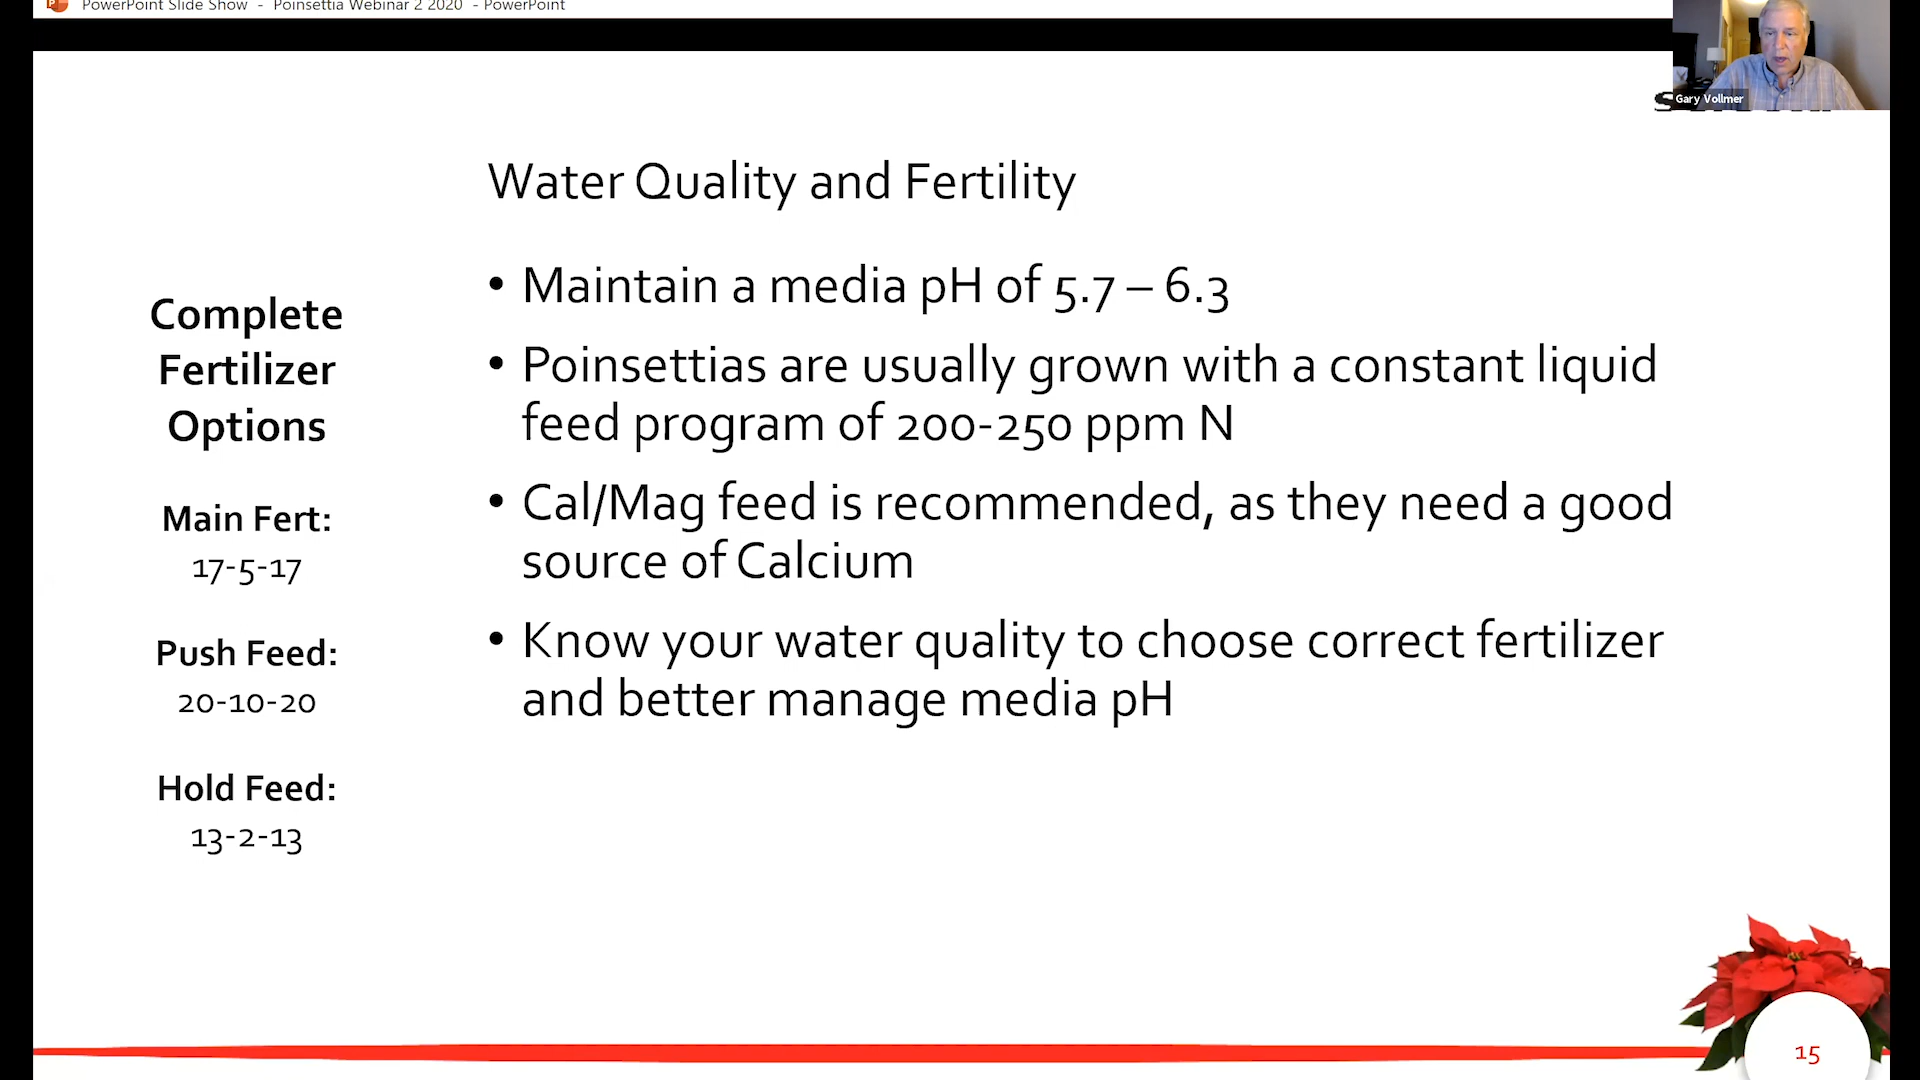 PowerPoint Slide Show - Poinsettia Webinar 2 2020 - PowerPoint
Gary Vollmer
Water Quality and Fertility
Complete
Fertilizer
Options
Main Fert:
17-5-17
Push Feed:
20-10-20
Hold Feed:
13-2-13
• Maintain a media pH of 5.7 – 6.3
• Poinsettias are usually grown with a constant liquid
feed program of 200-250 ppm N
• Cal/Mag feed is recommended, as they need a good
source of Calcium
• Know your water quality to choose correct fertilizer
and better manage media pH
15